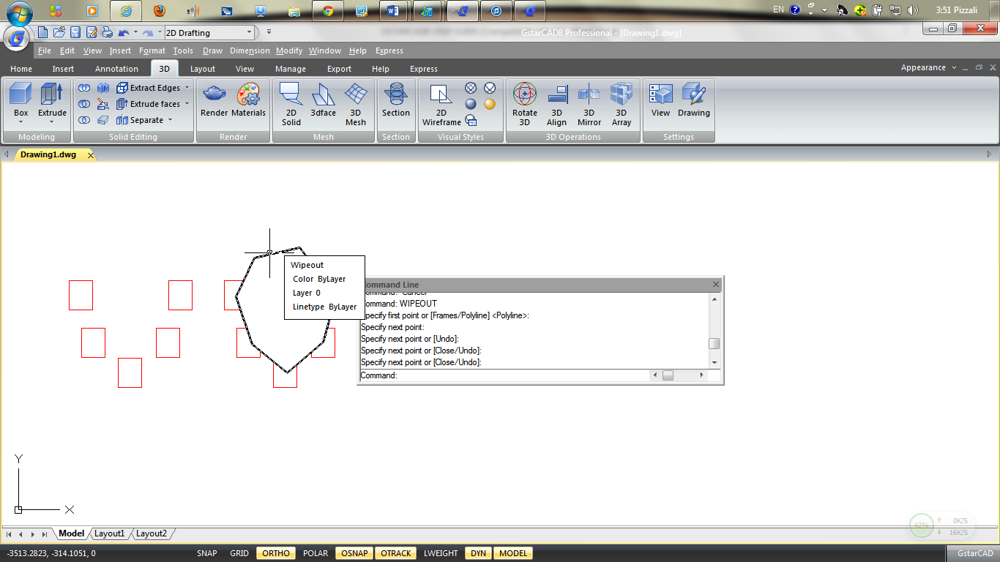 EN
3:51 Pizzali
2D Drafting
GstarCAD8 Professional - [Drawing1.dwg]
File Edit View Insert Format Tools Draw Dimension Modify Window Help Express
Home Insert Annotation 3D Layout View Manage Export Help Express
Appearance
Box Extrude
Modeling
Extract Edges
Extrude faces
Separate
Solid Editing
Render Materials
Render
2D Solid
3dface
3D Mesh
Mesh
Section
Section
2D Wireframe
Visual Styles
Rotate 3D
3D Align
3D Mirror
3D Array
3D Operations
View Drawing
Settings
Drawing1.dwg
Wipeout
Color ByLayer
Layer 0
Linetype ByLayer
ommand Line
Command: WIPEOUT
Specify first point or [Frames/Polyline] <Polyline>:
Specify next point:
Specify next point or [Undo]:
Specify next point or [Close/Undo]:
Specify next point or [Close/Undo]:
Command:
Y
X
42%
0K/S
16K/S
Model Layout1 Layout2
-3513.2823, -314.1051, 0
SNAP GRID ORTHO POLAR OSNAP OTRACK LWEIGHT DYN MODEL
GstarCAD